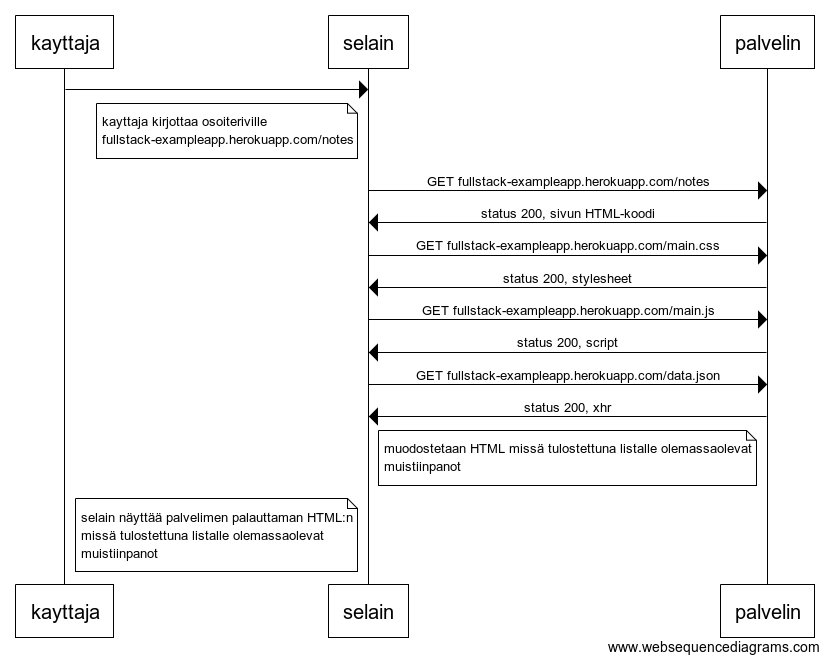 kayttaja
selain
palvelin
kayttaja kirjottaa osoiteriville
fullstack-exampleapp.herokuapp.com/notes
GET fullstack-exampleapp.herokuapp.com/notes
status 200, sivun HTML-koodi
GET fullstack-exampleapp.herokuapp.com/main.css
status 200, stylesheet
GET fullstack-exampleapp.herokuapp.com/main.js
status 200, script
GET fullstack-exampleapp.herokuapp.com/data.json
status 200, xhr
muodostetaan HTML missä tulostettuna listalle olemassaolevat
muistiinpanot
selain näyttää palvelimen palauttaman HTML:n
missä tulostettuna listalle olemassaolevat
muistiinpanot
kayttaja
selain
palvelin
www.websequencediagrams.com